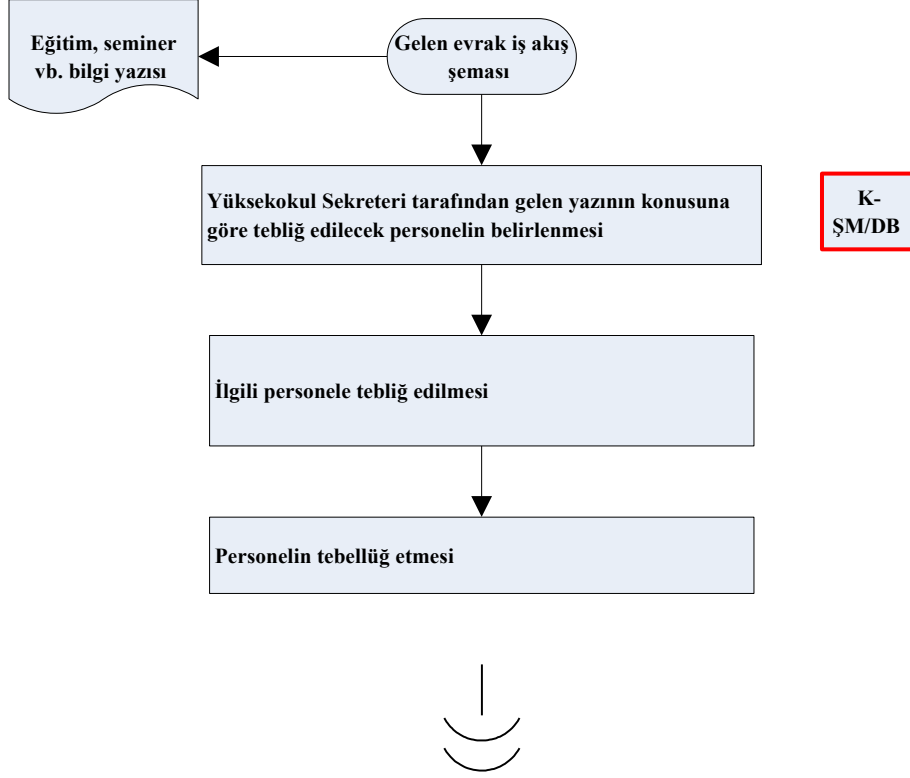 Eğitim, seminer
vb. bilgi yazısı
Gelen evrak iş akış
şeması
Yüksekokul Sekreteri tarafından gelen yazının konusuna
göre tebliğ edilecek personelin belirlenmesi
K-
ŞM/DB
İlgili personele tebliğ edilmesi
Personelin tebellüğ etmesi